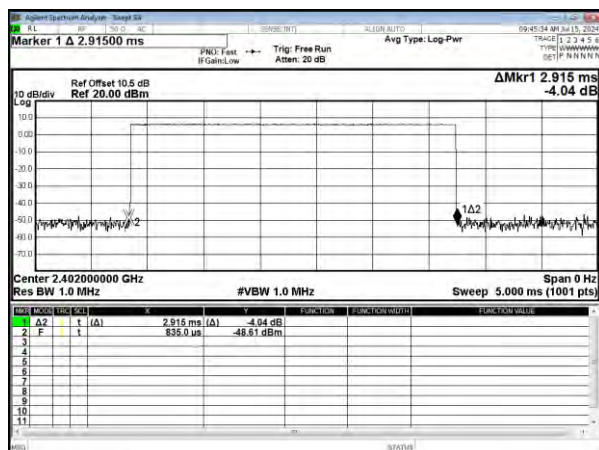 Agilent Spectrum Analyzer - Swept SA
RL RF 50 Ω AC SENSE:INT ALIGN AUTO 09:45:34 AM Jul 15, 2024
Marker 1 Δ 2.91500 ms
PNO: Fast Trig: Free Run
IFGain:Low Atten: 20 dB
Avg Type: Log-Pwr
TRACE 1 2 3 4 5 6
TYPE WWWWWW
DET P N N N N N
Ref Offset 10.5 dB
10 dB/div Ref 20.00 dBm
ΔMkr1 2.915 ms
-4.04 dB
Log
10.0
0.00
-10.0
-20.0
-30.0
-40.0
-50.0
-60.0
-70.0
2
1Δ2
Center 2.402000000 GHz Span 0 Hz
Res BW 1.0 MHz #VBW 1.0 MHz Sweep 5.000 ms (1001 pts)
MKR MODE TRC SCL X Y FUNCTION FUNCTION WIDTH FUNCTION VALUE
1 Δ2 t (Δ) 2.915 ms (Δ) -4.04 dB
2 F t 835.0 µs -48.61 dBm
3
4
5
6
7
8
9
10
11
MSG STATUS